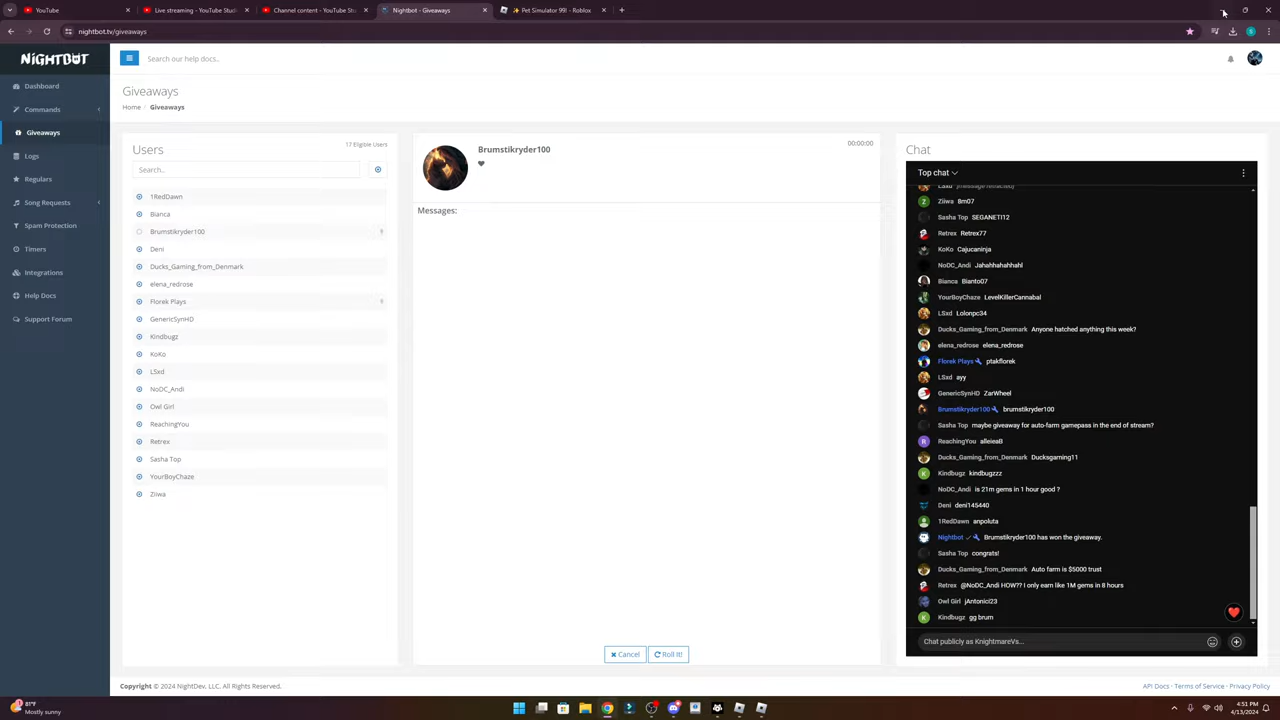 YouTube
Live streaming - YouTube Studi
Channel content - YouTube Stu
Nightbot - Giveaways
Pet Simulator 99! - Roblox
nightbot.tv/giveaways
NiGHTBOT
Search our help docs..
Dashboard
Commands
Giveaways
Logs
Regulars
Song Requests
Spam Protection
Timers
Integrations
Help Docs
Support Forum
Giveaways
Home / Giveaways
Users
17 Eligible Users
Search..
1RedDawn
Bianca
Brumstikryder100
Deni
Ducks_Gaming_from_Denmark
elena_redrose
Florek Plays
GenericSynHD
Kindbugz
KoKo
LSxd
NoDC_Andi
Owl Girl
ReachingYou
Retrex
Sasha Top
YourBoyChaze
Ziiwa
Brumstikryder100
00:00:00
Messages:
Cancel
Roll It!
Chat
Top chat
LSxd [message retracted]
Ziiwa 8m07
Sasha Top SEGANETI12
Retrex Retrex77
KoKo Cajucaninja
NoDC_Andi Jahahhahahhahl
Bianca Bianto07
YourBoyChaze LevelKillerCannabal
LSxd Lolonpc34
Ducks_Gaming_from_Denmark Anyone hatched anything this week?
elena_redrose elena_redrose
Florek Plays ptakflorek
LSxd ayy
GenericSynHD ZarWheel
Brumstikryder100 brumstikryder100
Sasha Top maybe giveaway for auto-farm gamepass in the end of stream?
ReachingYou alleieaB
Ducks_Gaming_from_Denmark Ducksgaming11
Kindbugz kindbugzzz
NoDC_Andi is 21m gems in 1 hour good ?
Deni deni145440
1RedDawn anpoluta
Nightbot Brumstikryder100 has won the giveaway.
Sasha Top congrats!
Ducks_Gaming_from_Denmark Auto farm is $5000 trust
Retrex @NoDC_Andi HOW?? I only earn like 1M gems in 8 hours
Owl Girl jAntonici23
Kindbugz gg brum
Chat publicly as KnightmareVs...
Copyright © 2024 NightDev, LLC. All Rights Reserved.
API Docs · Terms of Service · Privacy Policy
81°F
Mostly sunny
4:51 PM
4/13/2024